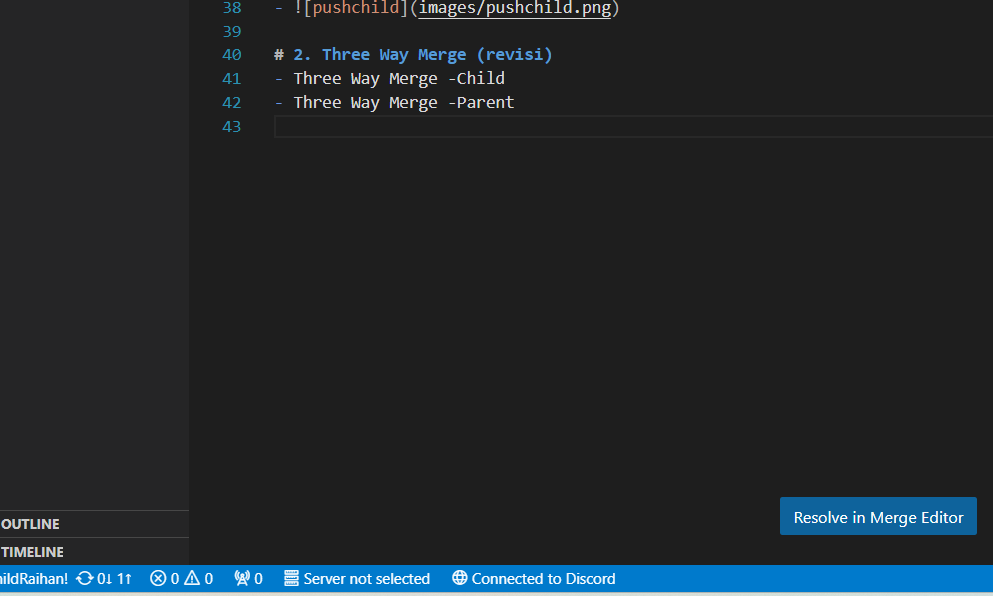 38 - ![pushchild](images/pushchild.png)
39
40 # 2. Three Way Merge (revisi)
41 - Three Way Merge -Child
42 - Three Way Merge -Parent
43
Resolve in Merge Editor
OUTLINE
TIMELINE
ildRaihan! 0↓ 1↑ 0 0 0 Server not selected Connected to Discord